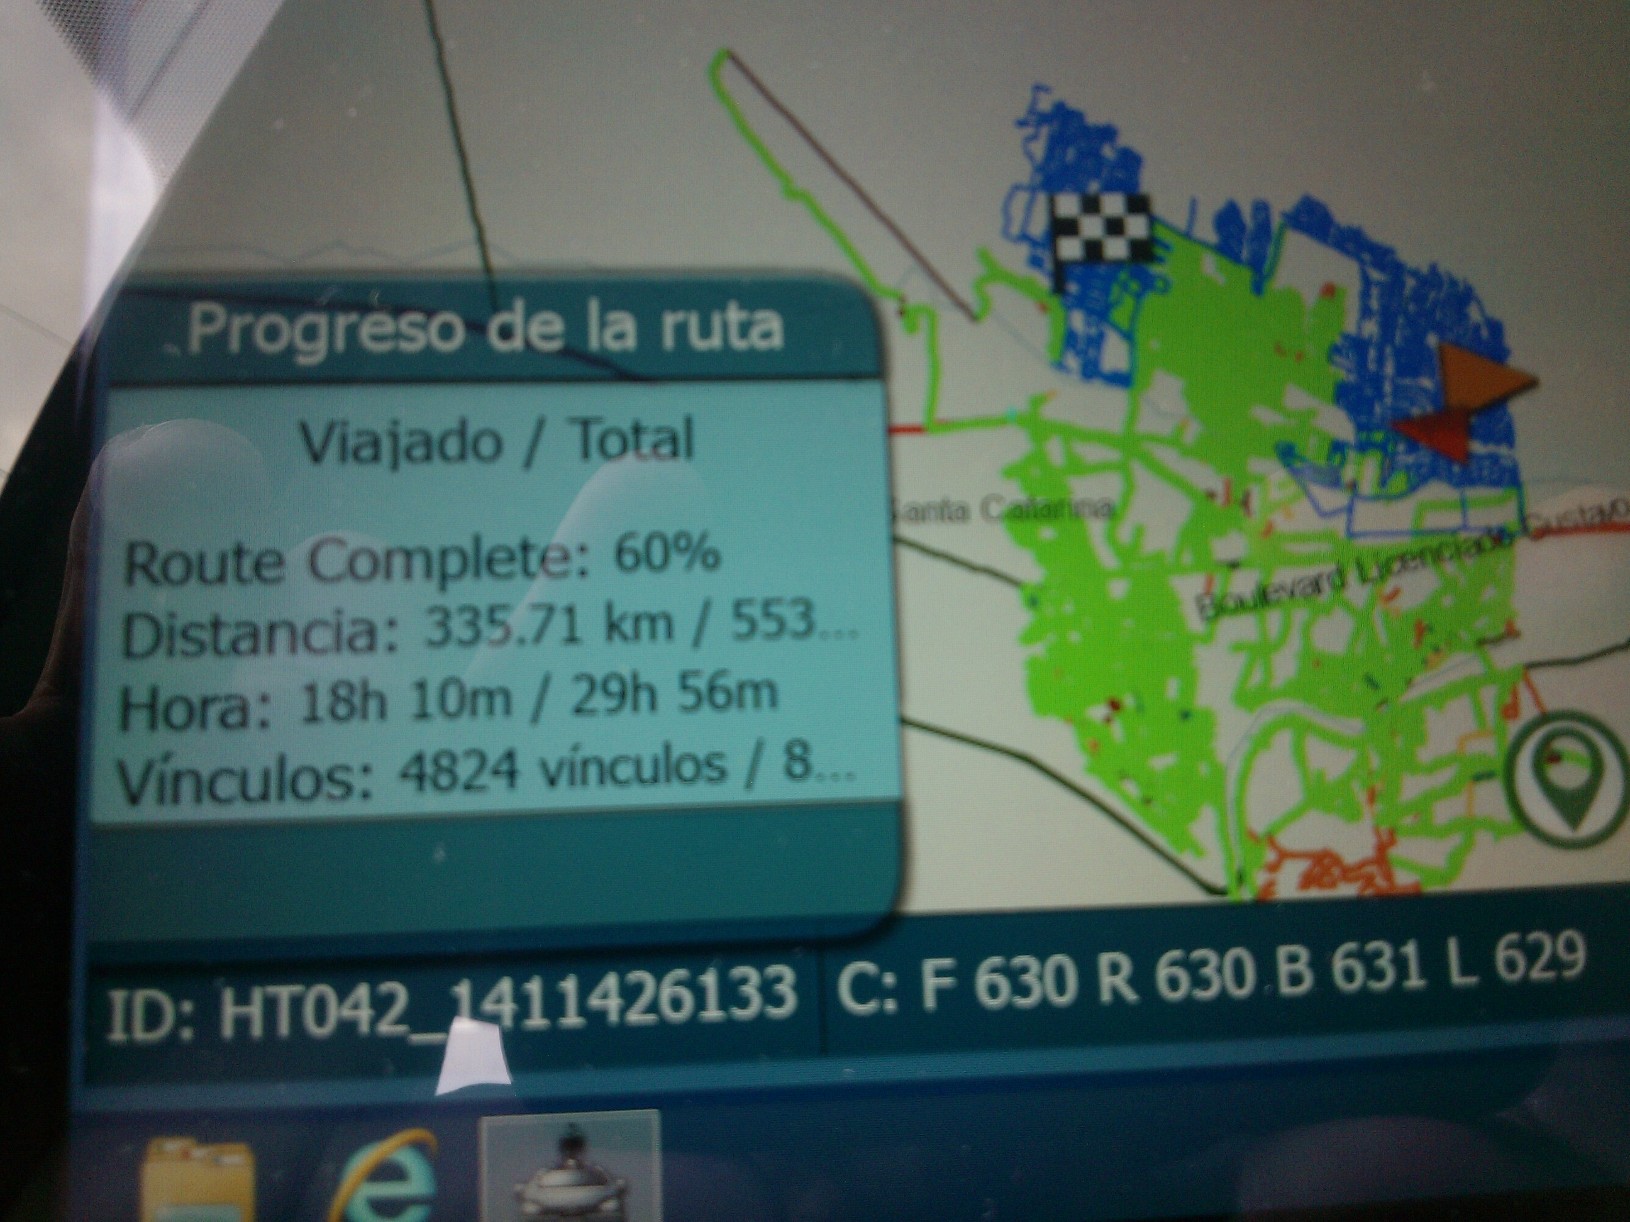 Progreso de la ruta
Viajado / Total
Route Complete: 60%
Distancia: 335.71 km / 553...
Hora: 18h 10m / 29h 56m
Vínculos: 4824 vínculos / 8...
Santa Catarina
Boulevard Licenciado Gustavo
ID: HT042_1411426133
C: F 630 R 630 B 631 L 629